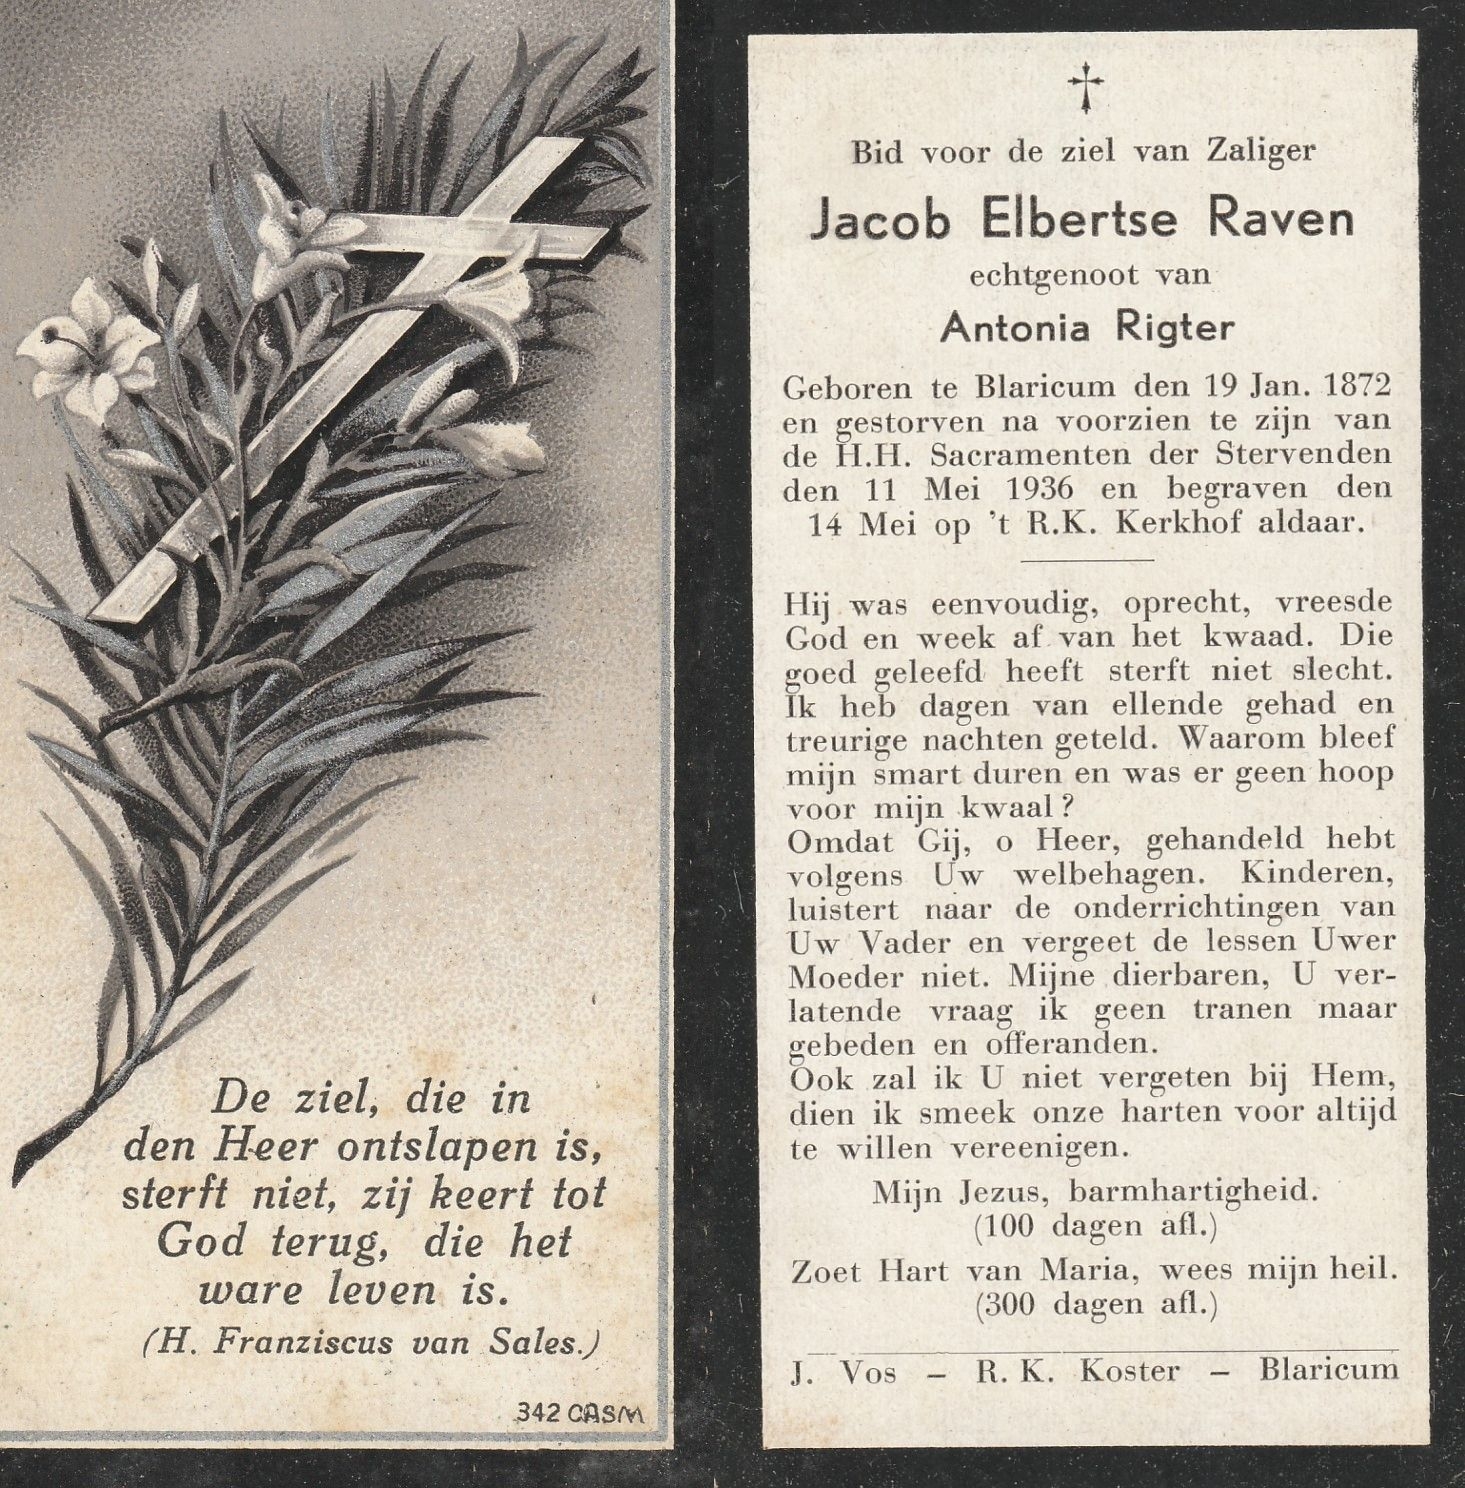 De ziel, die in
den Heer ontslapen is,
sterft niet, zij keert tot
God terug, die het
ware leven is.
(H. Franziscus van Sales.)
342 CASM
Bid voor de ziel van Zaliger
Jacob Elbertse Raven
echtgenoot van
Antonia Rigter
Geboren te Blaricum den 19 Jan. 1872
en gestorven na voorzien te zijn van
de H.H. Sacramenten der Stervenden
den 11 Mei 1936 en begraven den
14 Mei op 't R.K. Kerkhof aldaar.
Hij was eenvoudig, oprecht, vreesde
God en week af van het kwaad. Die
goed geleefd heeft sterft niet slecht.
Ik heb dagen van ellende gehad en
treurige nachten geteld. Waarom bleef
mijn smart duren en was er geen hoop
voor mijn kwaal?
Omdat Gij, o Heer, gehandeld hebt
volgens Uw welbehagen. Kinderen,
luistert naar de onderrichtingen van
Uw Vader en vergeet de lessen Uwer
Moeder niet. Mijne dierbaren, U ver-
latende vraag ik geen tranen maar
gebeden en offeranden.
Ook zal ik U niet vergeten bij Hem,
dien ik smeek onze harten voor altijd
te willen vereenigen.
Mijn Jezus, barmhartigheid.
(100 dagen afl.)
Zoet Hart van Maria, wees mijn heil.
(300 dagen afl.)
J. Vos – R. K. Koster – Blaricum